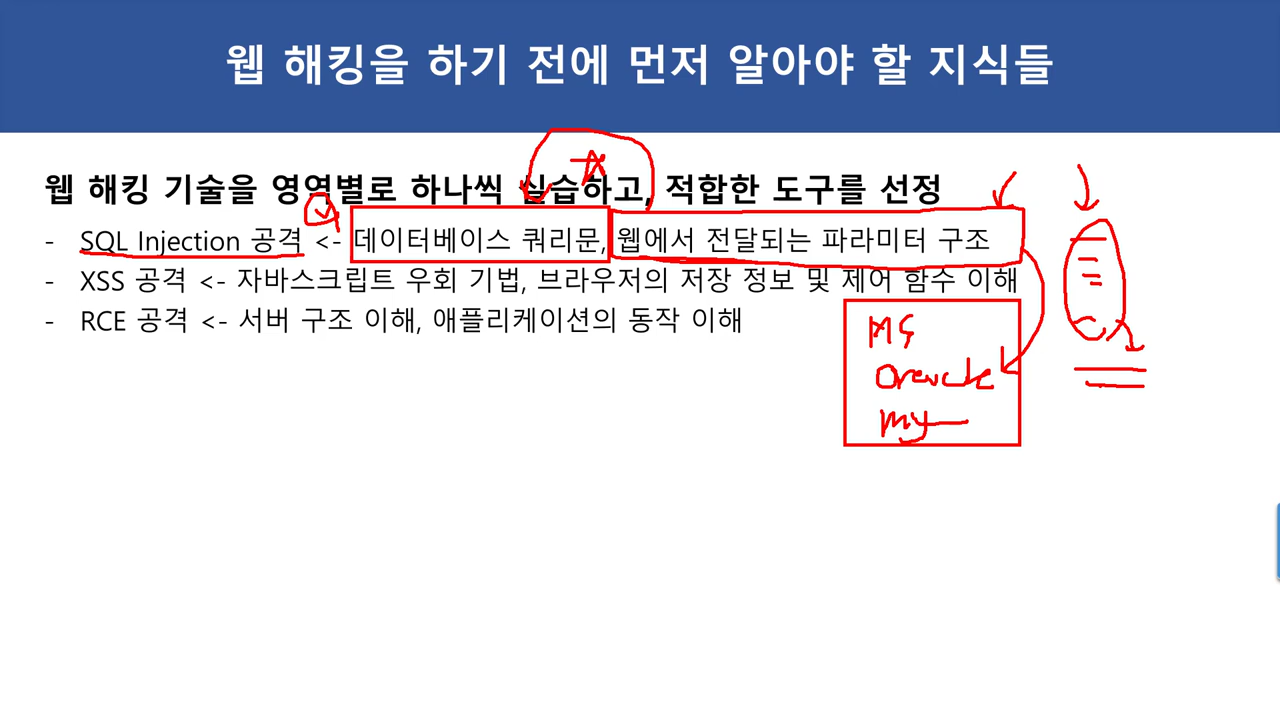 웹 해킹을 하기 전에 먼저 알아야 할 지식들
웹 해킹 기술을 영역별로 하나씩 실습하고, 적합한 도구를 선정
- SQL Injection 공격 <- 데이터베이스 쿼리문, 웹에서 전달되는 파라미터 구조
- XSS 공격 <- 자바스크립트 우회 기법, 브라우저의 저장 정보 및 제어 함수 이해
- RCE 공격 <- 서버 구조 이해, 애플리케이션의 동작 이해
MS
Oracle
my